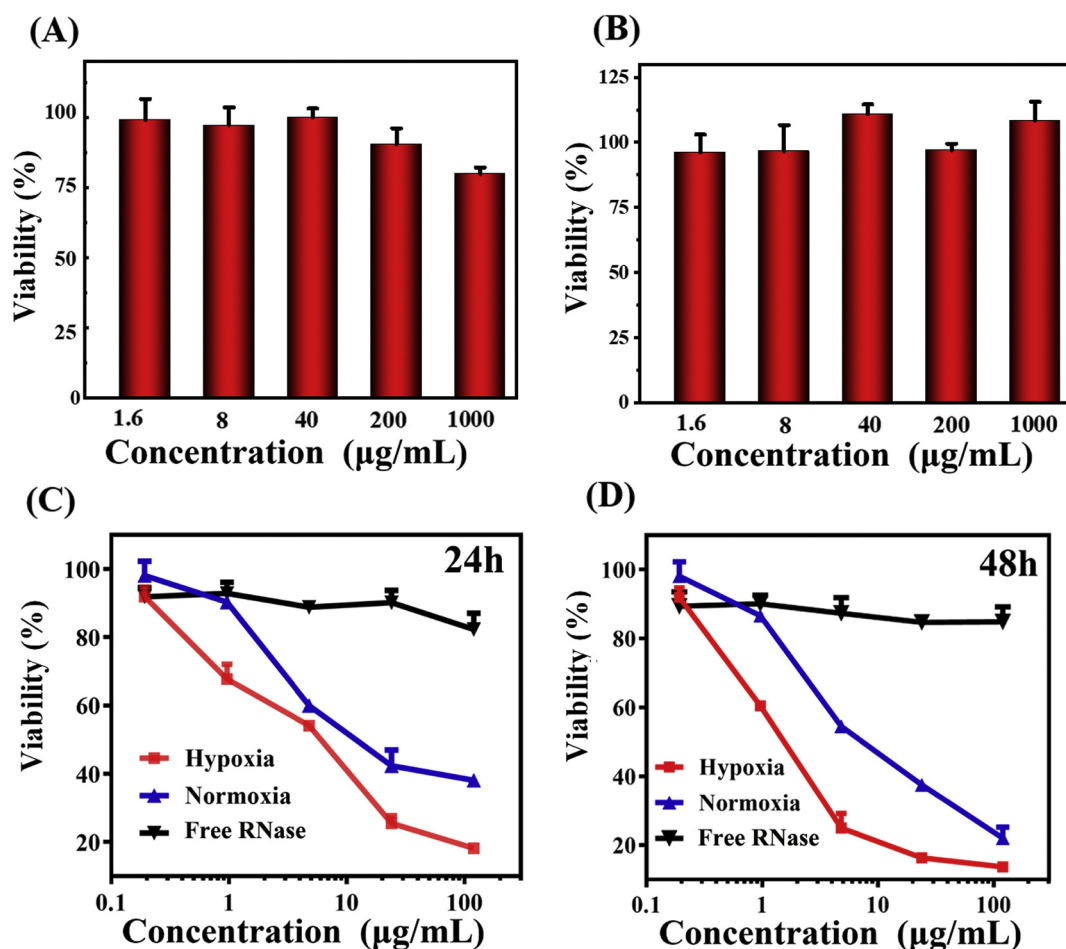 (A)
Viability (%)
100
75
50
25
0
1.6 8 40 200 1000
Concentration (μg/mL)
(B)
Viability (%)
125
100
75
50
25
0
1.6 8 40 200 1000
Concentration (μg/mL)
(C)
24h
Viability (%)
100
80
60
40
20
Hypoxia
Normoxia
Free RNase
0.1 1 10 100
Concentration (μg/mL)
(D)
48h
Viability (%)
100
80
60
40
20
Hypoxia
Normoxia
Free RNase
0.1 1 10 100
Concentration (μg/mL)